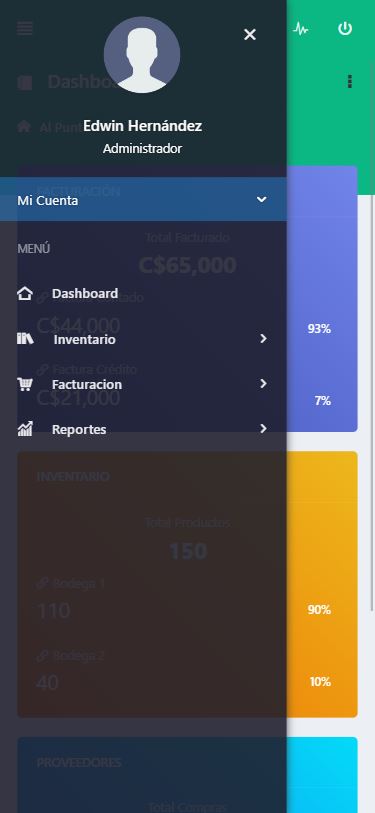 Dashbo
Al Punt
Edwin Hernández
Administrador
FACTURACIÓN
Mi Cuenta
Total Facturado
MENÚ
C$65,000
Dashboard
C$44,000
93%
Inventario
Factura Crédito
Facturacion
C$21,000
7%
Reportes
INVENTARIO
Total Productos
150
Bodega 1
110
90%
Bodega 2
40
10%
PROVEEDORES
Total Compras